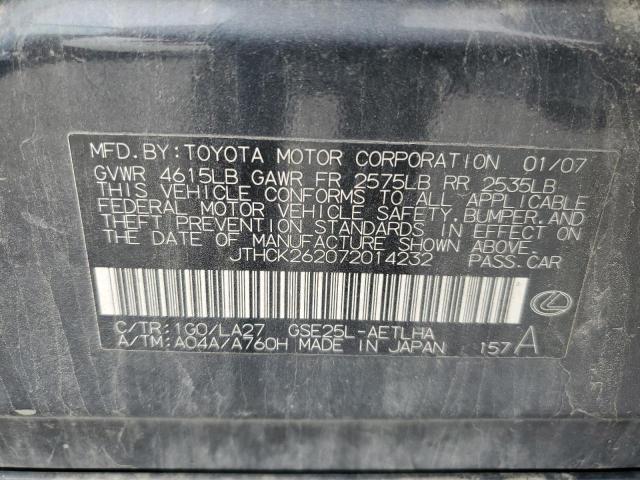 MFD.BY:TOYOTA MOTOR CORPORATION 01/07
GVWR 4615LB GAWR FR 2575LB RR 2535LB
THIS VEHICLE CONFORMS TO ALL APPLICABLE
FEDERAL MOTOR VEHICLE SAFETY,BUMPER,AND
THEFT PREVENTION STANDARDS IN EFFECT ON
THE DATE OF MANUFACTURE SHOWN ABOVE.
JTHCK262072014232 PASS.CAR
C/TR:1G0/LA27 GSE25L-AETLHA
A/TM:A04A/A760H MADE IN JAPAN 157A